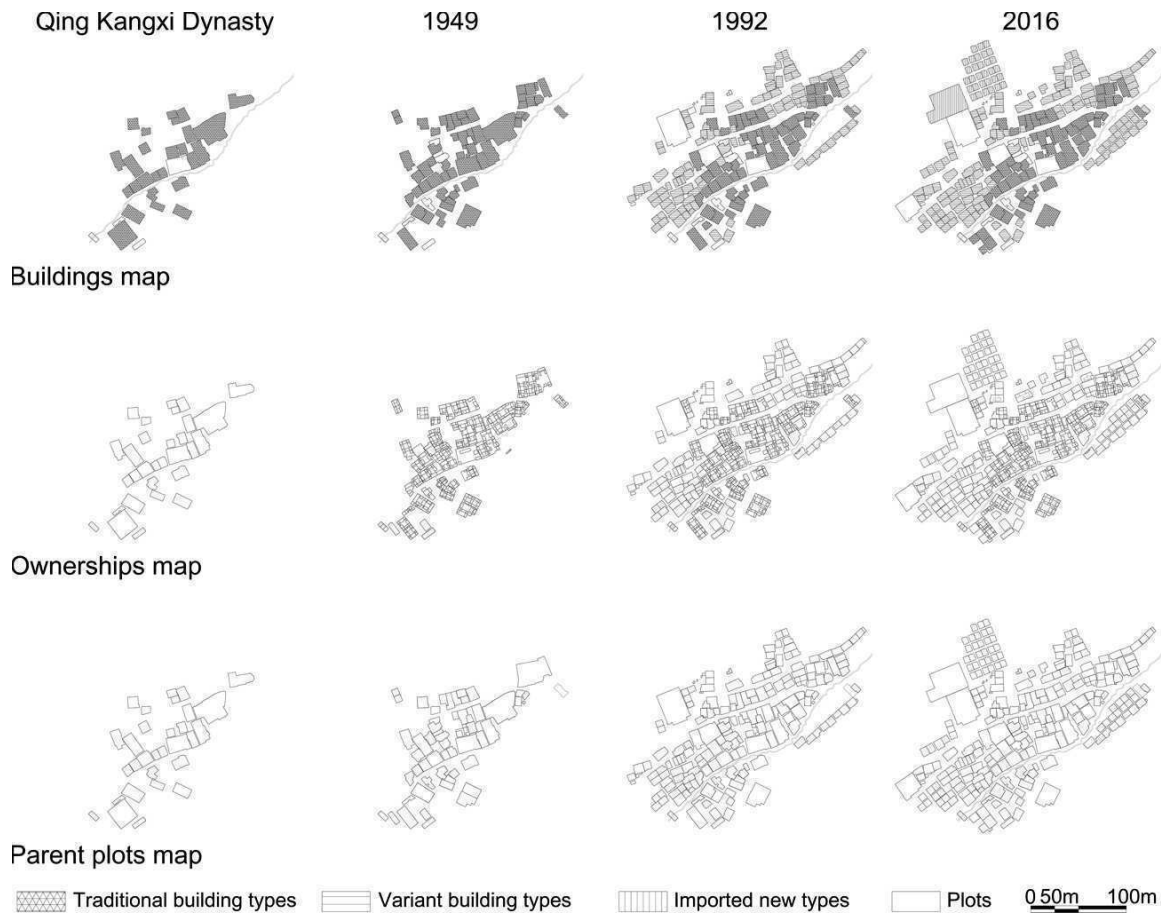 Qing Kangxi Dynasty 1949 1992 2016
Buildings map
Ownerships map
Parent plots map
Traditional building types Variant building types Imported new types Plots 0 50m 100m